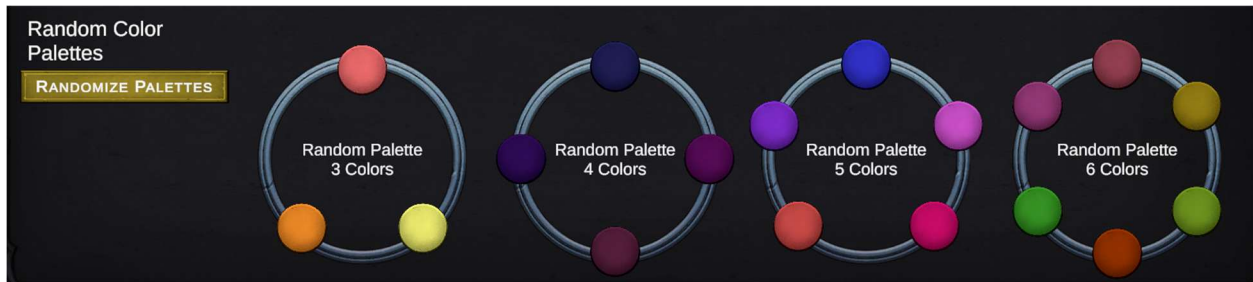 Random Color
Palettes
RANDOMIZE PALETTES
Random Palette
3 Colors
Random Palette
4 Colors
Random Palette
5 Colors
Random Palette
6 Colors